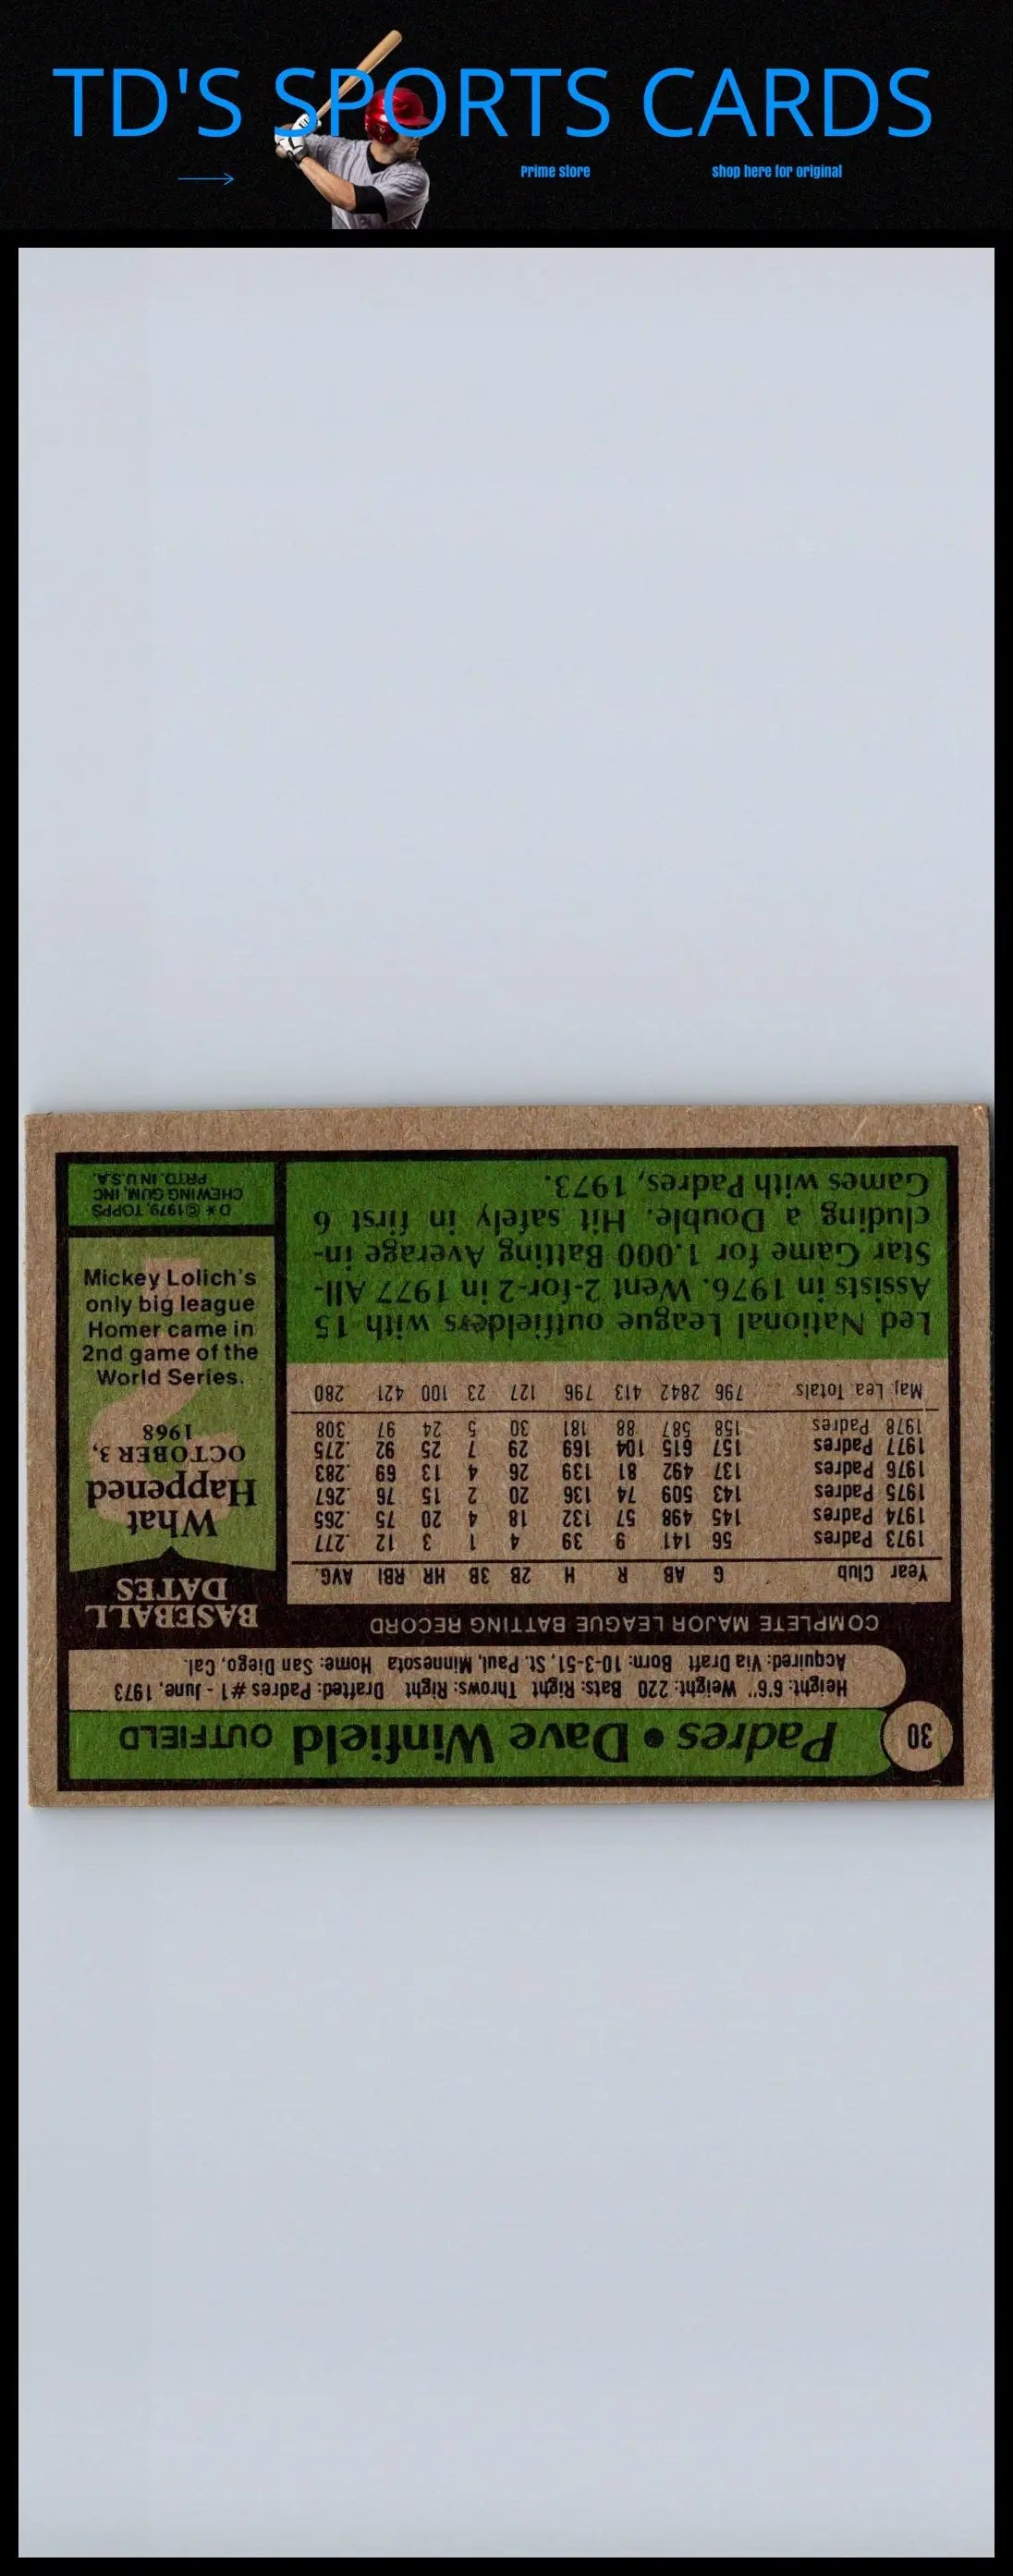 TD'S SPORTS CARDS
Prime store
shop here for original
30
Padres • Dave Winfield OUTFIELD
Height: 6'6" Weight: 220 Bats: Right Throws: Right Drafted: Padres #1 - June, 1973
Acquired: Via Draft Born: 10-3-51, St. Paul, Minnesota Home: San Diego, Cal.
COMPLETE MAJOR LEAGUE BATTING RECORD
Year Club G AB R H 2B 3B HR RBI AVG.
1973 Padres 56 141 9 39 4 1 3 12 .277
1974 Padres 145 498 57 132 18 4 20 75 .265
1975 Padres 143 509 74 136 20 2 15 76 .267
1976 Padres 137 492 81 139 26 4 13 69 .283
1977 Padres 157 615 104 169 29 7 25 92 .275
1978 Padres 158 587 88 181 30 5 24 97 .308
Maj. Lea. Totals 796 2842 413 796 127 23 100 421 .280
Led National League outfielders with 15
Assists in 1976. Went 2-for-2 in 1977 All-
Star Game for 1.000 Batting Average in-
cluding a Double. Hit safely in first 6
Games with Padres, 1973.
BASEBALL
DATES
What
Happened
OCTOBER 3,
1968
Mickey Lolich's
only big league
Homer came in
2nd game of the
World Series.
D* © 1979, TOPPS
CHEWING GUM, INC
PRTD. IN U.S.A.